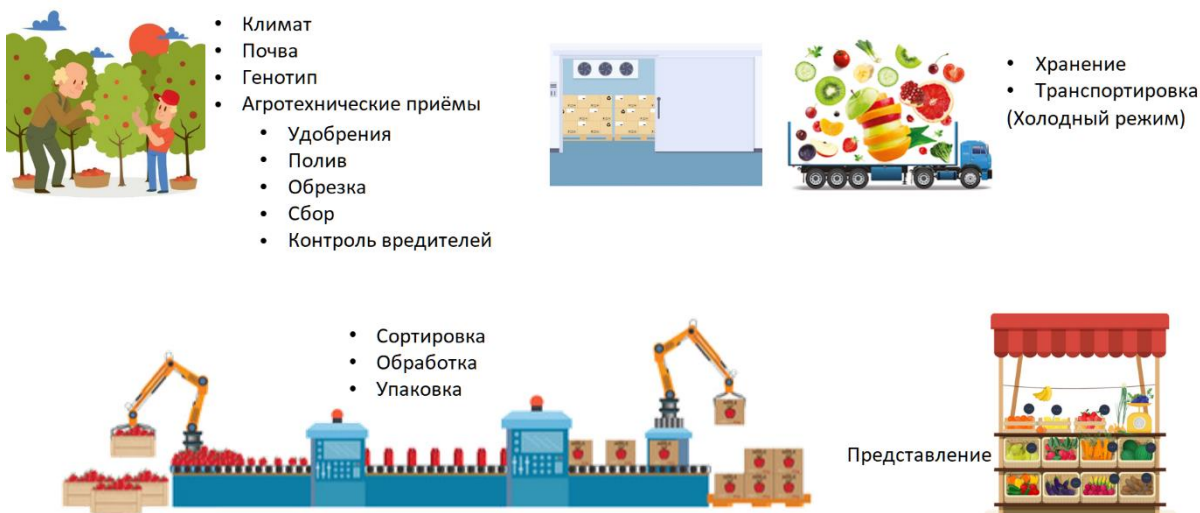 • Климат
• Почва
• Генотип
• Агротехнические приёмы
• Удобрения
• Полив
• Обрезка
• Сбор
• Контроль вредителей
• Хранение
• Транспортировка
(Холодный режим)
• Сортировка
• Обработка
• Упаковка
Представление